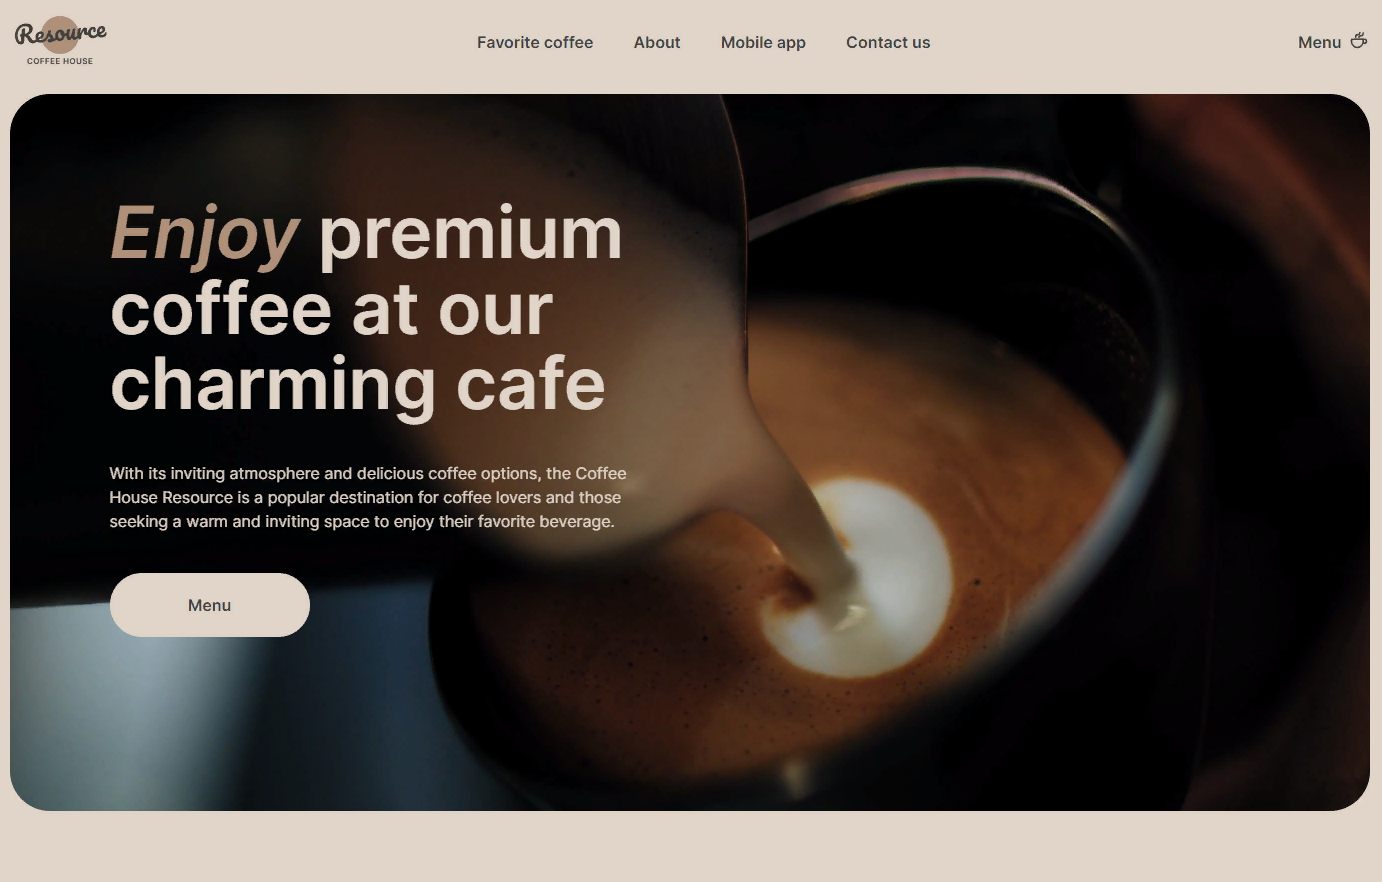 Resource
COFFEE HOUSE
Favorite coffee
About
Mobile app
Contact us
Menu
Enjoy premium
coffee at our
charming cafe
With its inviting atmosphere and delicious coffee options, the Coffee
House Resource is a popular destination for coffee lovers and those
seeking a warm and inviting space to enjoy their favorite beverage.
Menu